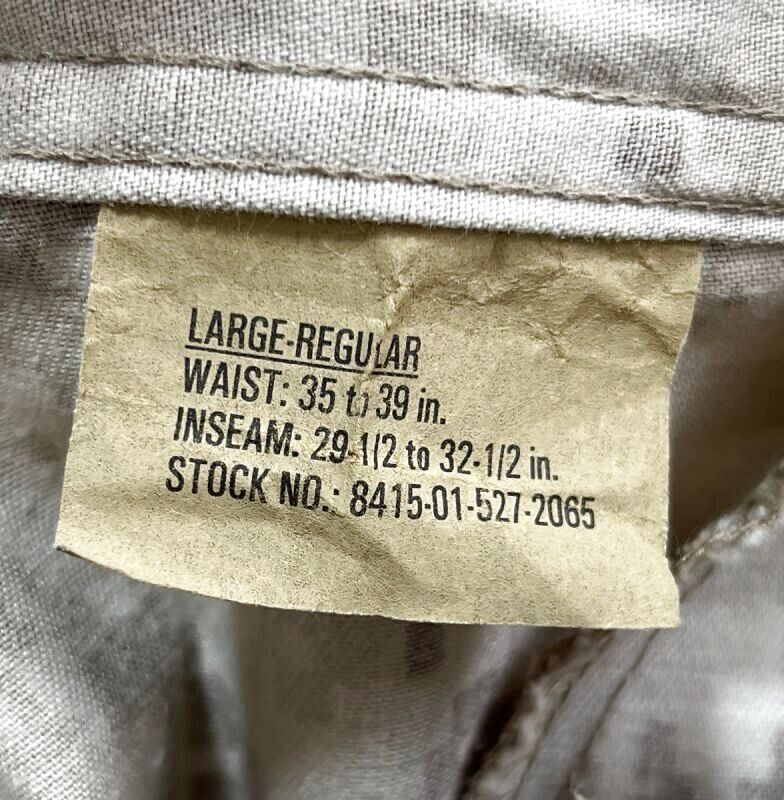 LARGE-REGULAR
WAIST: 35 to 39 in.
INSEAM: 29-1/2 to 32-1/2 in.
STOCK NO.: 8415-01-527-2065